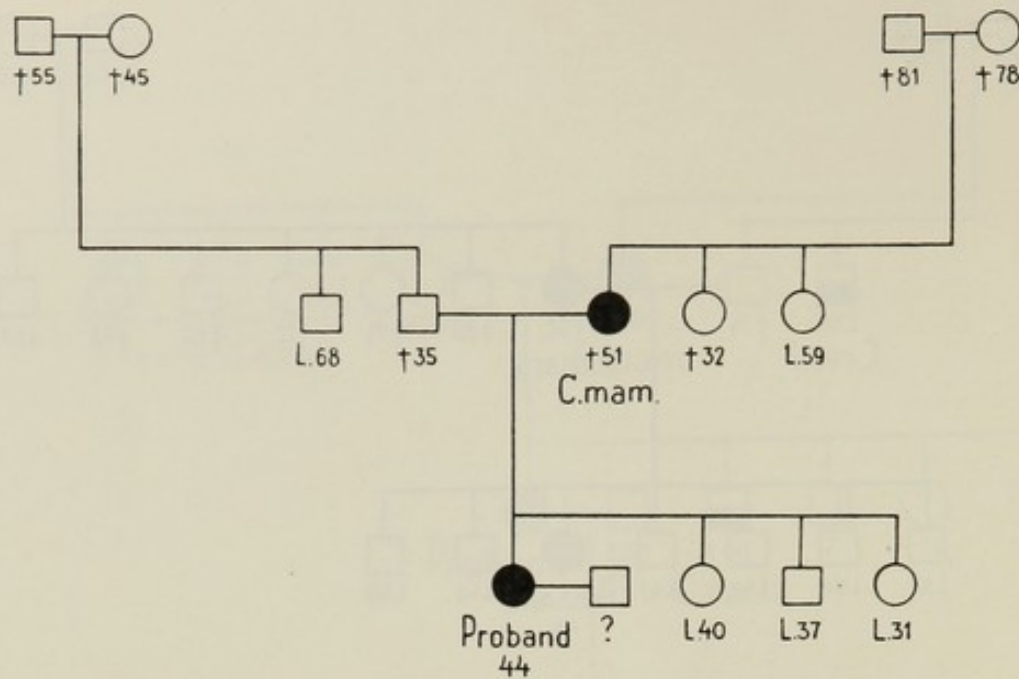 †55 †45 †81 †78
L.68 †35 †51 †32 L.59
C.mam.
Proband ? L.40 L.37 L.31
44